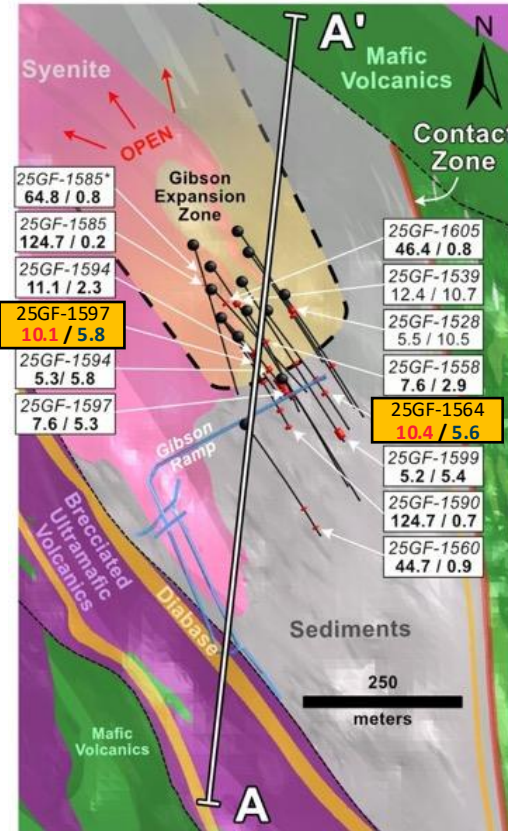 A'
N
Syenite
Mafic
Volcanics
OPEN
Contact
Zone
Gibson
Expansion
Zone
25GF-1585*
64.8 / 0.8
25GF-1585
124.7 / 0.2
25GF-1594
11.1 / 2.3
25GF-1597
10.1 / 5.8
25GF-1594
5.3/ 5.8
25GF-1597
7.6 / 5.3
25GF-1605
46.4 / 0.8
25GF-1539
12.4 / 10.7
25GF-1528
5.5 / 10.5
25GF-1558
7.6 / 2.9
25GF-1564
10.4 / 5.6
25GF-1599
5.2 / 5.4
25GF-1590
124.7 / 0.7
25GF-1560
44.7 / 0.9
Gibson
Ramp
Brecciated
Ultramafic
Volcanics
Diabase
Sediments
250
meters
Mafic
Volcanics
A